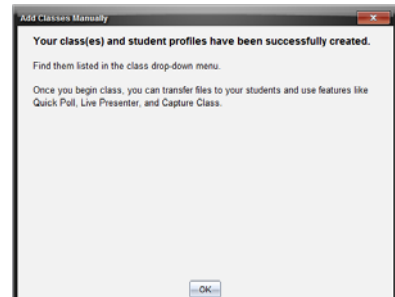 Add Classes Manually
Your class(es) and student profiles have been successfully created.
Find them listed in the class drop-down menu.
Once you begin class, you can transfer files to your students and use features like
Quick Poll, Live Presenter, and Capture Class.
OK